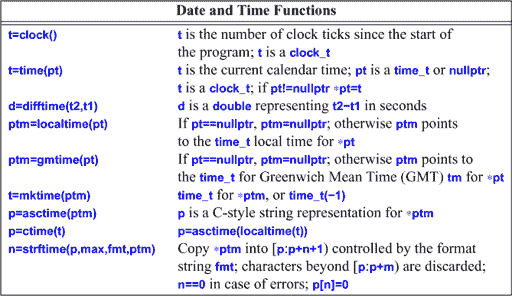 Date and Time Functions
t=clock() t is the number of clock ticks since the start of
the program; t is a clock_t
t=time(pt) t is the current calendar time; pt is a time_t or nullptr;
t is a clock_t; if pt!=nullptr *pt=t
d=difftime(t2,t1) d is a double representing t2−t1 in seconds
ptm=localtime(pt) If pt==nullptr, ptm=nullptr; otherwise ptm points
to the time_t local time for *pt
ptm=gmtime(pt) If pt==nullptr, ptm=nullptr; otherwise ptm points to
the time_t for Greenwich Mean Time (GMT) tm for *pt
t=mktime(ptm) time_t for *ptm, or time_t(−1)
p=asctime(ptm) p is a C-style string representation for *ptm
p=ctime(t) p=asctime(localtime(t))
n=strftime(p,max,fmt,ptm) Copy *ptm into [p:p+n+1) controlled by the format
string fmt; characters beyond [p:p+m) are discarded;
n==0 in case of errors; p[n]=0